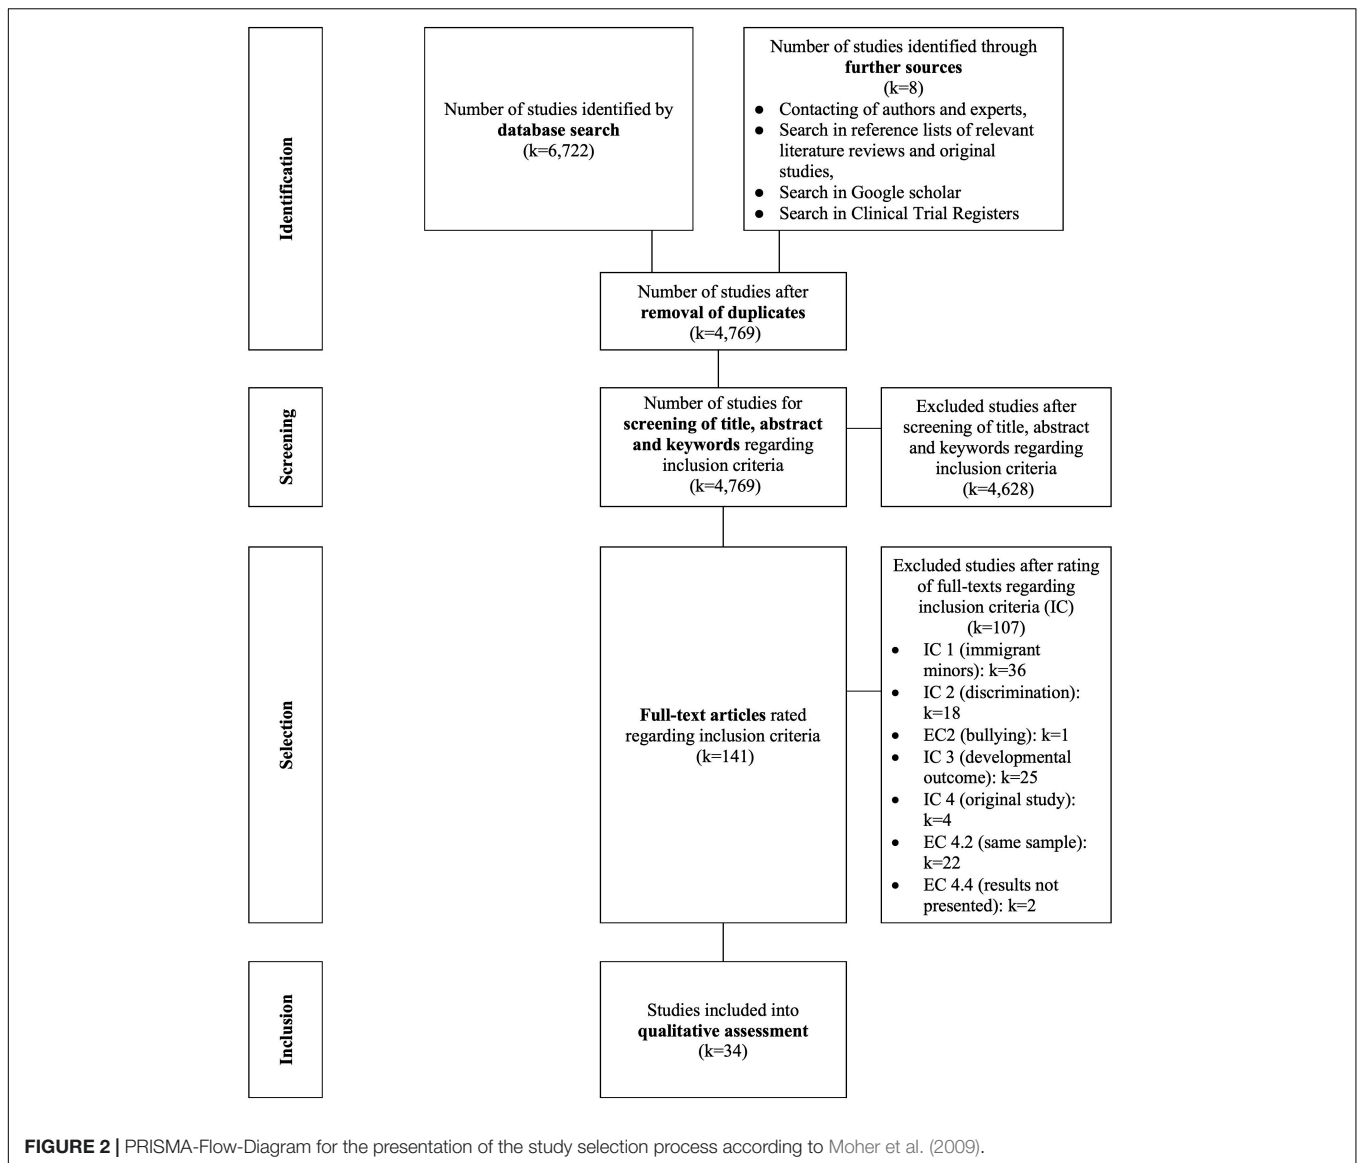 Identification
Number of studies identified by
database search
(k=6,722)
Number of studies identified through
further sources
(k=8)
● Contacting of authors and experts,
● Search in reference lists of relevant
literature reviews and original
studies,
● Search in Google scholar
● Search in Clinical Trial Registers
Number of studies after
removal of duplicates
(k=4,769)
Screening
Number of studies for
screening of title, abstract
and keywords regarding
inclusion criteria
(k=4,769)
Excluded studies after
screening of title, abstract
and keywords regarding
inclusion criteria
(k=4,628)
Selection
Full-text articles rated
regarding inclusion criteria
(k=141)
Excluded studies after rating
of full-texts regarding
inclusion criteria (IC)
(k=107)
● IC 1 (immigrant
minors): k=36
● IC 2 (discrimination):
k=18
● EC2 (bullying): k=1
● IC 3 (developmental
outcome): k=25
● IC 4 (original study):
k=4
● EC 4.2 (same sample):
k=22
● EC 4.4 (results not
presented): k=2
Inclusion
Studies included into
qualitative assessment
(k=34)
FIGURE 2 | PRISMA-Flow-Diagram for the presentation of the study selection process according to Moher et al. (2009).